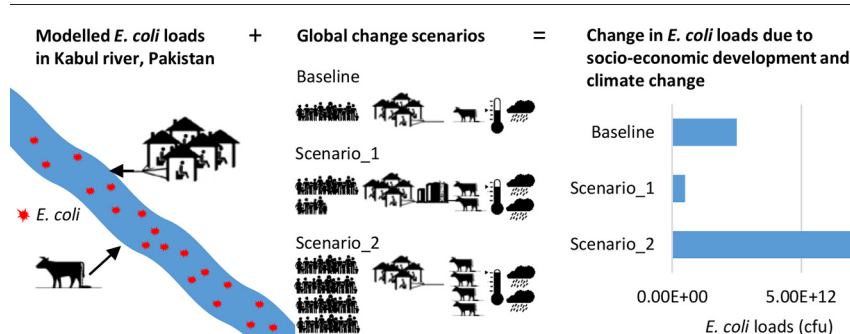 Modelled E. coli loads
in Kabul river, Pakistan
+
Global change scenarios
=
Change in E. coli loads due to
socio-economic development and
climate change
E. coli
Baseline
Scenario_1
Scenario_2
Baseline
Scenario_1
Scenario_2
0.00E+00
5.00E+12
E. coli loads (cfu)